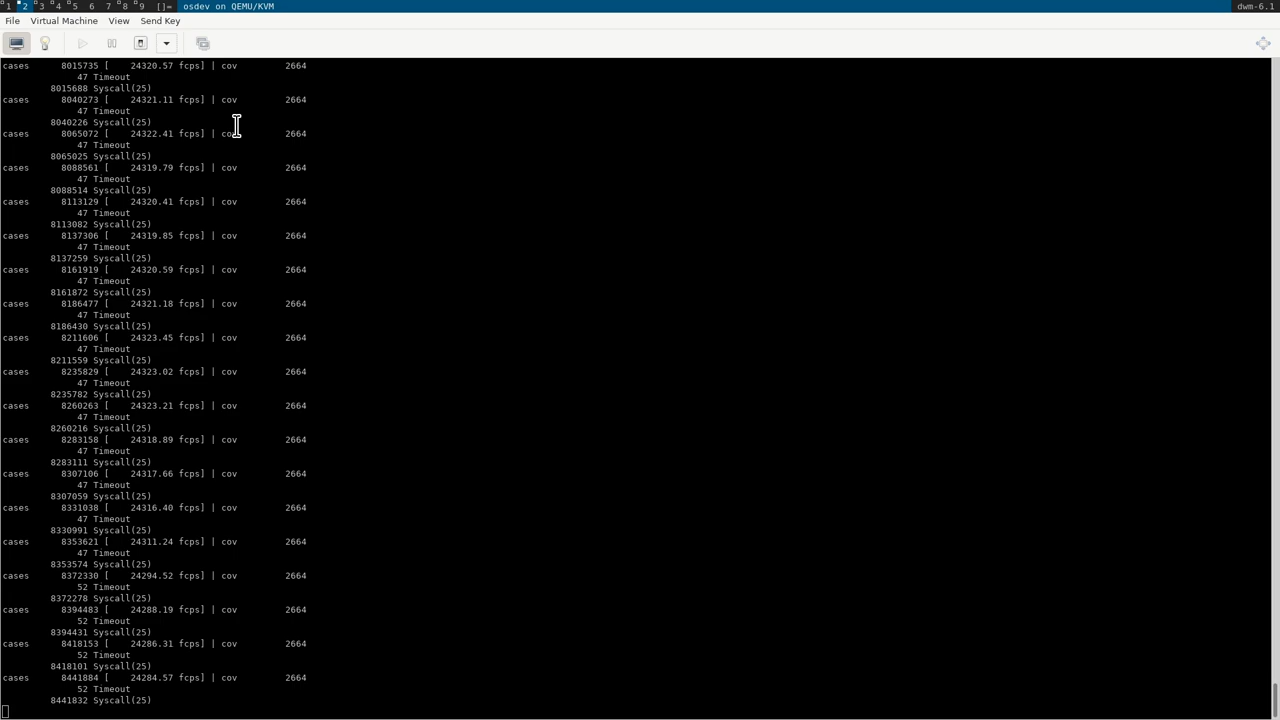 1 2 3 4 5 6 7 8 9 []= osdev on QEMU/KVM dwm-6.1
File Virtual Machine View Send Key
cases 8015735 [ 24320.57 fcps] | cov 2664
47 Timeout
8015688 Syscall(25)
cases 8040273 [ 24321.11 fcps] | cov 2664
47 Timeout
8040226 Syscall(25)
cases 8065072 [ 24322.41 fcps] | cov 2664
47 Timeout
8065025 Syscall(25)
cases 8088561 [ 24319.79 fcps] | cov 2664
47 Timeout
8088514 Syscall(25)
cases 8113129 [ 24320.41 fcps] | cov 2664
47 Timeout
8113082 Syscall(25)
cases 8137306 [ 24319.85 fcps] | cov 2664
47 Timeout
8137259 Syscall(25)
cases 8161919 [ 24320.59 fcps] | cov 2664
47 Timeout
8161872 Syscall(25)
cases 8186477 [ 24321.18 fcps] | cov 2664
47 Timeout
8186430 Syscall(25)
cases 8211606 [ 24323.45 fcps] | cov 2664
47 Timeout
8211559 Syscall(25)
cases 8235829 [ 24323.02 fcps] | cov 2664
47 Timeout
8235782 Syscall(25)
cases 8260263 [ 24323.21 fcps] | cov 2664
47 Timeout
8260216 Syscall(25)
cases 8283158 [ 24318.89 fcps] | cov 2664
47 Timeout
8283111 Syscall(25)
cases 8307106 [ 24317.66 fcps] | cov 2664
47 Timeout
8307059 Syscall(25)
cases 8331038 [ 24316.40 fcps] | cov 2664
47 Timeout
8330991 Syscall(25)
cases 8353621 [ 24311.24 fcps] | cov 2664
47 Timeout
8353574 Syscall(25)
cases 8372330 [ 24294.52 fcps] | cov 2664
52 Timeout
8372278 Syscall(25)
cases 8394483 [ 24288.19 fcps] | cov 2664
52 Timeout
8394431 Syscall(25)
cases 8418153 [ 24286.31 fcps] | cov 2664
52 Timeout
8418101 Syscall(25)
cases 8441884 [ 24284.57 fcps] | cov 2664
52 Timeout
8441832 Syscall(25)